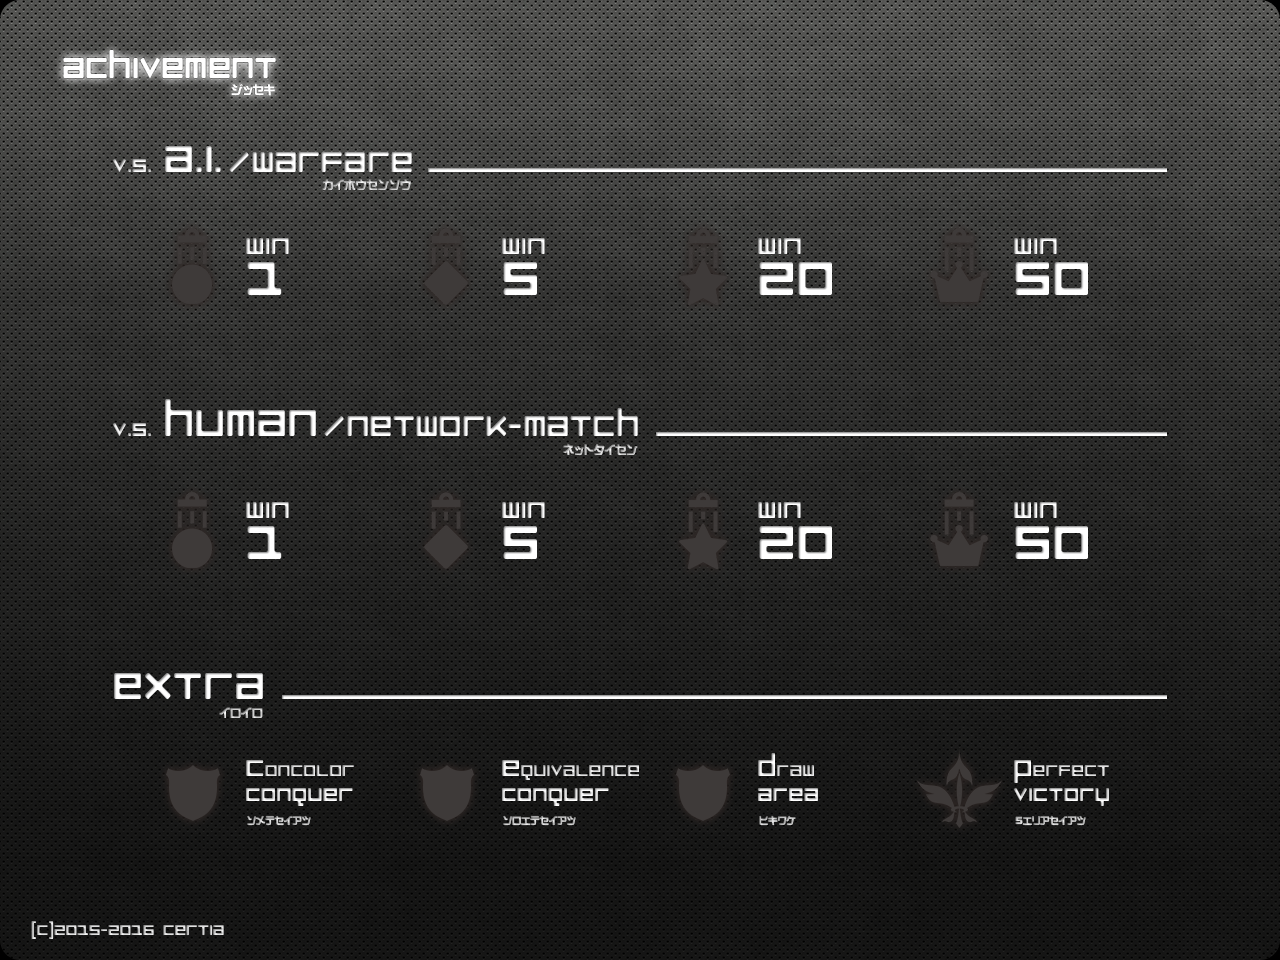 achivement
ジッセキ
v.s. a.i. /warfare
カイホウセンソウ
win
1
win
5
win
20
win
50
v.s. human /network-match
ネットタイセン
win
1
win
5
win
20
win
50
extra
イロイロ
concolor
conquer
ソメテセイアツ
equivalence
conquer
ソロエテセイアツ
draw
area
ヒキワケ
perfect
victory
5エリアセイアツ
[c]2015-2016 certia